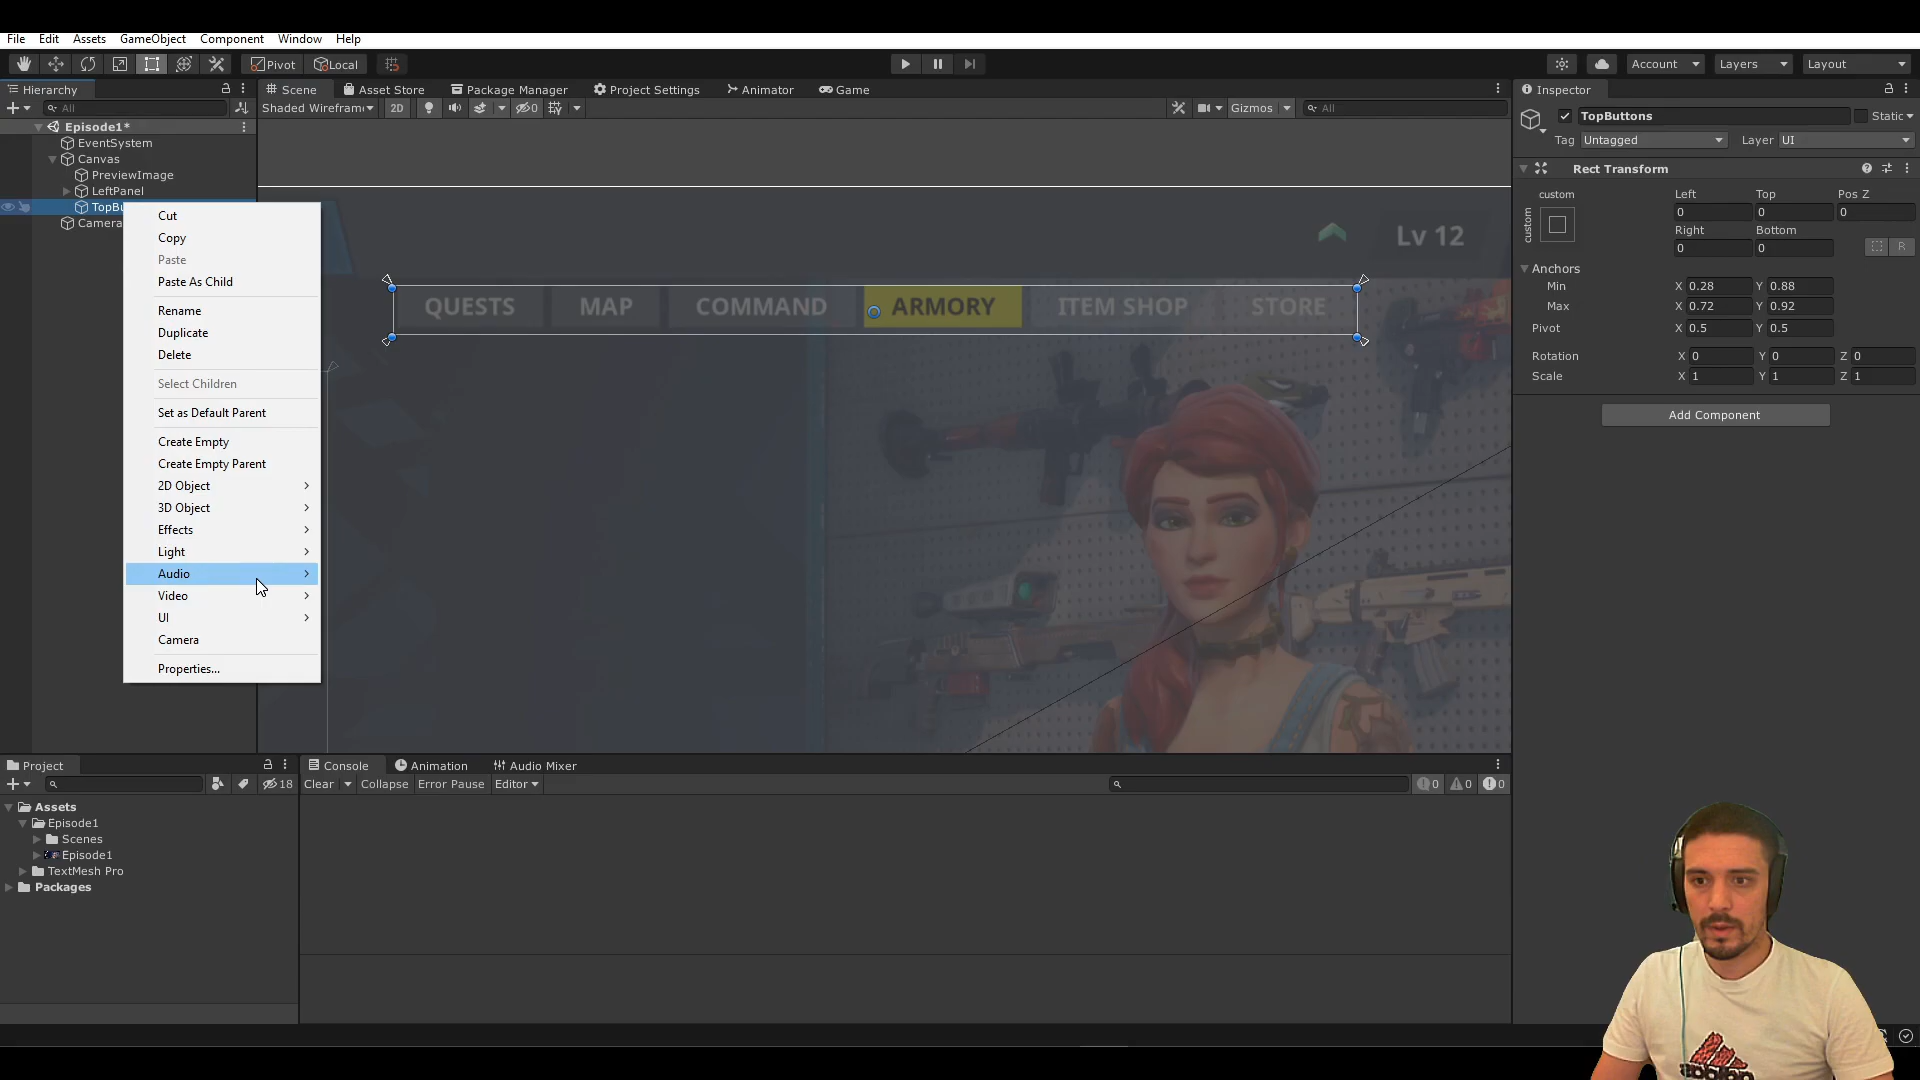 File Edit Assets GameObject Component Window Help
Pivot Local Account Layers Layout
Hierarchy Scene Asset Store Package Manager Project Settings Animator Game Inspector
All Shaded Wirefram 2D 0 Gizmos All TopButtons Static
Episode1*
Tag Untagged Layer UI
EventSystem
Canvas
PreviewImage
LeftPanel
TopBu
Camera
Cut
Copy
Paste
Paste As Child
Rename
Duplicate
Delete
Select Children
Set as Default Parent
Create Empty
Create Empty Parent
2D Object
3D Object
Effects
Light
Audio
Video
UI
Camera
Properties...
Lv 12
QUESTS MAP COMMAND ARMORY ITEM SHOP STORE
Rect Transform
custom Left Top Pos Z
custom 0 0 0
Right Bottom
0 0 R
Anchors
Min X 0.28 Y 0.88
Max X 0.72 Y 0.92
Pivot X 0.5 Y 0.5
Rotation X 0 Y 0 Z 0
Scale X 1 Y 1 Z 1
Add Component
Project
18
Assets
Episode1
Scenes
Episode1
TextMesh Pro
Packages
Console Animation Audio Mixer
Clear Collapse Error Pause Editor 0 0 0